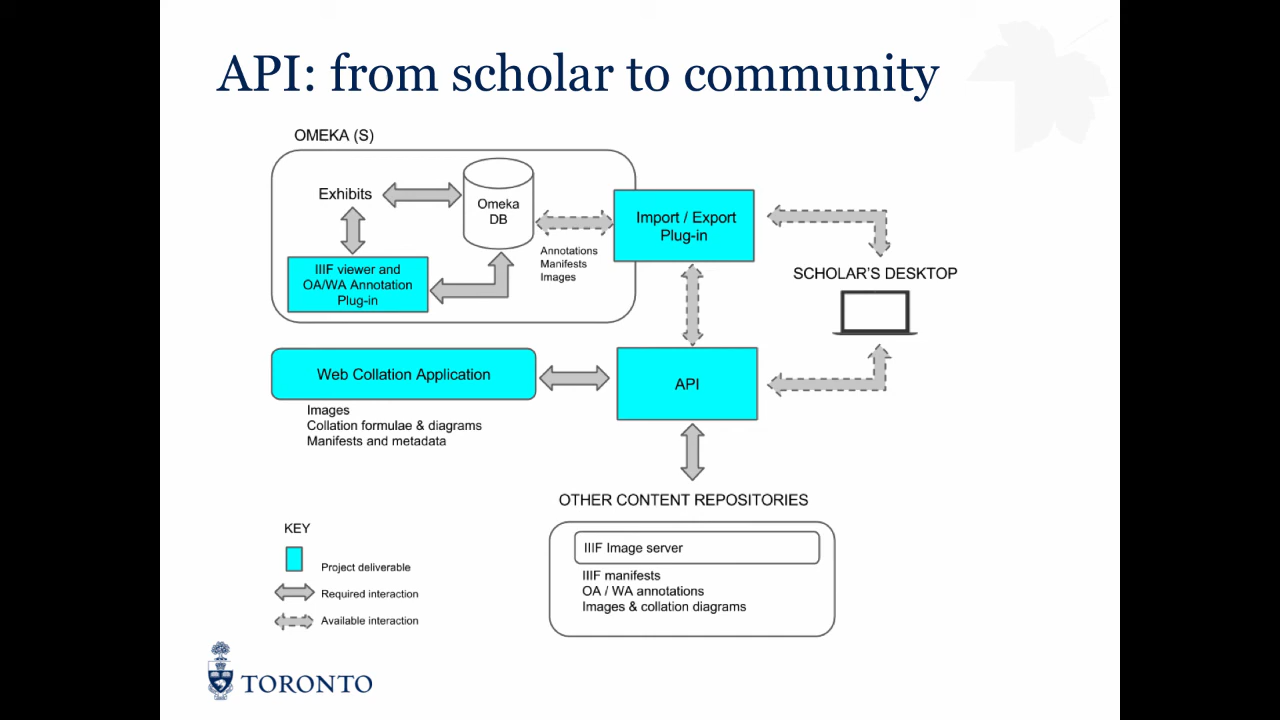 API: from scholar to community
OMEKA (S)
Exhibits
Omeka
DB
Import / Export
Plug-in
Annotations
Manifests
Images
IIIF viewer and
OA/WA Annotation
Plug-in
SCHOLAR'S DESKTOP
Web Collation Application
API
Images
Collation formulae & diagrams
Manifests and metadata
OTHER CONTENT REPOSITORIES
IIIF Image server
IIIF manifests
OA / WA annotations
Images & collation diagrams
KEY
Project deliverable
Required interaction
Available interaction
TORONTO